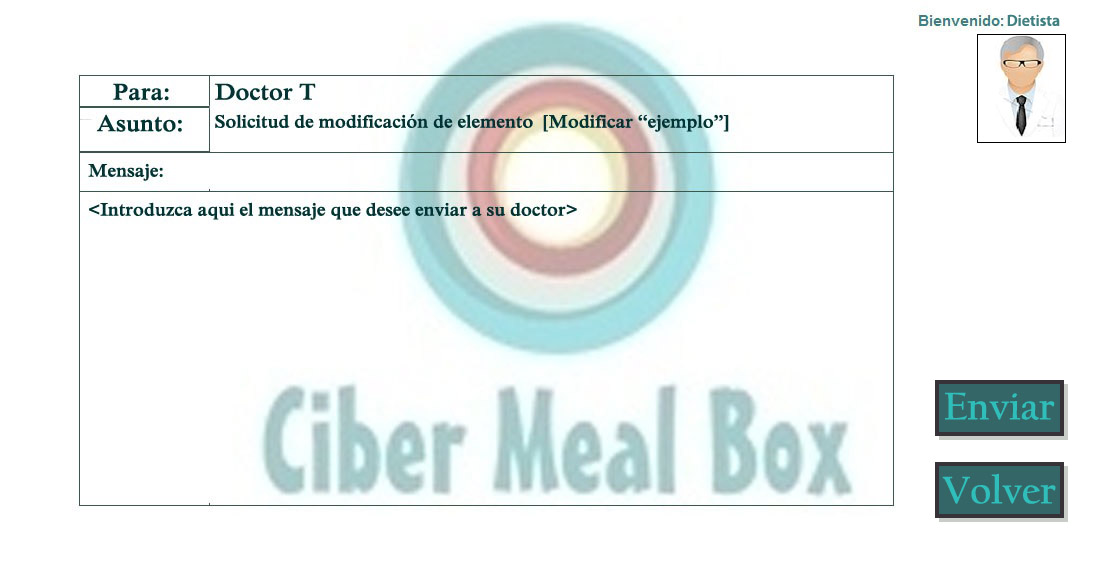 Bienvenido: Dietista
Para: Doctor T
Asunto: Solicitud de modificación de elemento [Modificar “ejemplo”]
Mensaje:
<Introduzca aqui el mensaje que desee enviar a su doctor>
Ciber Meal Box
Enviar
Volver